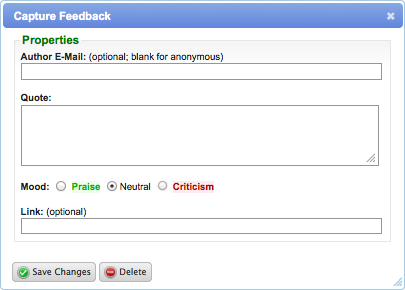 Capture Feedback
Properties
Author E-Mail: (optional; blank for anonymous)
Quote:
Mood: Praise Neutral Criticism
Link: (optional)
Save Changes Delete